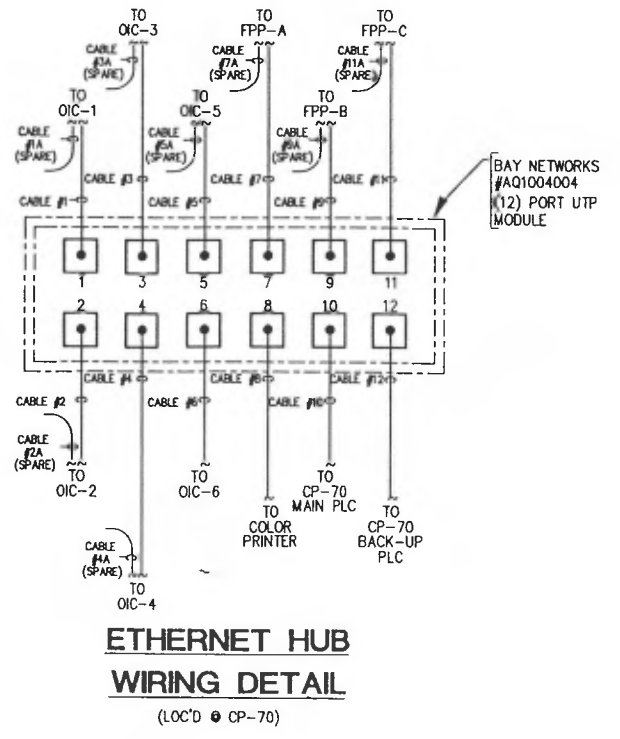 TO
OIC-3
TO
FPP-A
TO
FPP-C
CABLE
#3A
(SPARE)
CABLE
#7A
(SPARE)
CABLE
#11A
(SPARE)
TO
OIC-1
TO
OIC-5
TO
FPP-B
CABLE
#1A
(SPARE)
CABLE
#5A
(SPARE)
CABLE
#9A
(SPARE)
CABLE #3
CABLE #7
CABLE #11
CABLE #1
CABLE #5
CABLE #9
BAY NETWORKS
#AQ1004004
(12) PORT UTP
MODULE
1 3 5 7 9 11
2 4 6 8 10 12
CABLE #4
CABLE #8
CABLE #12
CABLE #2
CABLE #6
CABLE #10
CABLE
#2A
(SPARE)
TO
OIC-2
TO
OIC-6
TO
CP-70
MAIN PLC
TO
COLOR
PRINTER
TO
CP-70
BACK-UP
PLC
CABLE
#4A
(SPARE)
TO
OIC-4
ETHERNET HUB
WIRING DETAIL
(LOC'D @ CP-70)